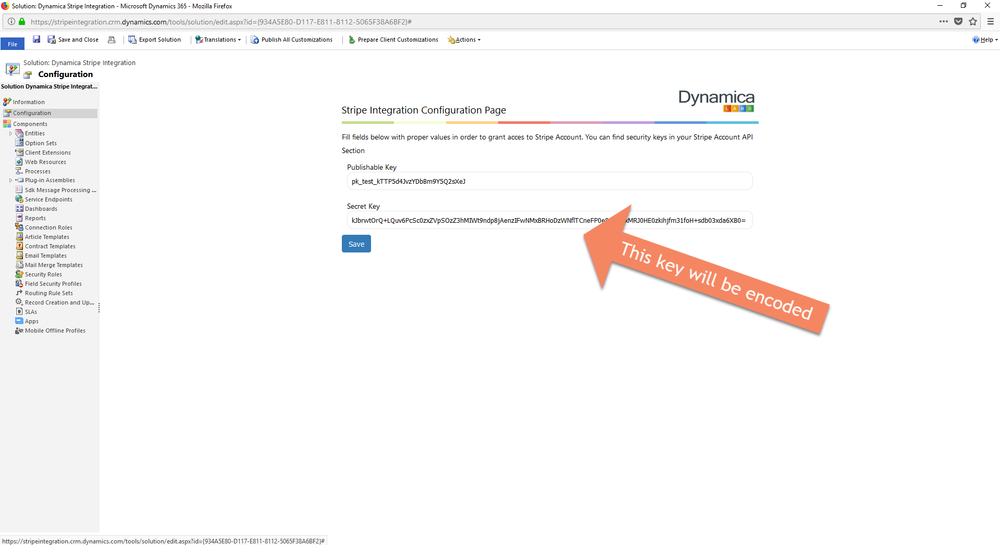 Solution: Dynamica Stripe Integration - Microsoft Dynamics 365 - Mozilla Firefox
https://stripeintegration.crm.dynamics.com/tools/solution/edit.aspx?id={934A5E80-D117-E811-8112-5065F38A6BF2}#
File
Save and Close
Export Solution
Translations
Publish All Customizations
Prepare Client Customizations
Actions
Help
Solution: Dynamica Stripe Integration
Configuration
Solution Dynamica Stripe Integrat...
Information
Configuration
Components
Entities
Option Sets
Client Extensions
Web Resources
Processes
Plug-in Assemblies
Sdk Message Processing ...
Service Endpoints
Dashboards
Reports
Connection Roles
Article Templates
Contract Templates
Email Templates
Mail Merge Templates
Security Roles
Field Security Profiles
Routing Rule Sets
Record Creation and Up...
SLAs
Apps
Mobile Offline Profiles
Dynamica
LABS
Stripe Integration Configuration Page
Fill fields below with proper values in order to grant acces to Stripe Account. You can find security keys in your Stripe Account API
Section
Publishable Key
pk_test_kTTP5d4JvzYDbBm9Y5Q2sXeJ
Secret Key
Save
This key will be encoded
https://stripeintegration.crm.dynamics.com/tools/solution/edit.aspx?id={934A5E80-D117-E811-8112-5065F38A6BF2}#